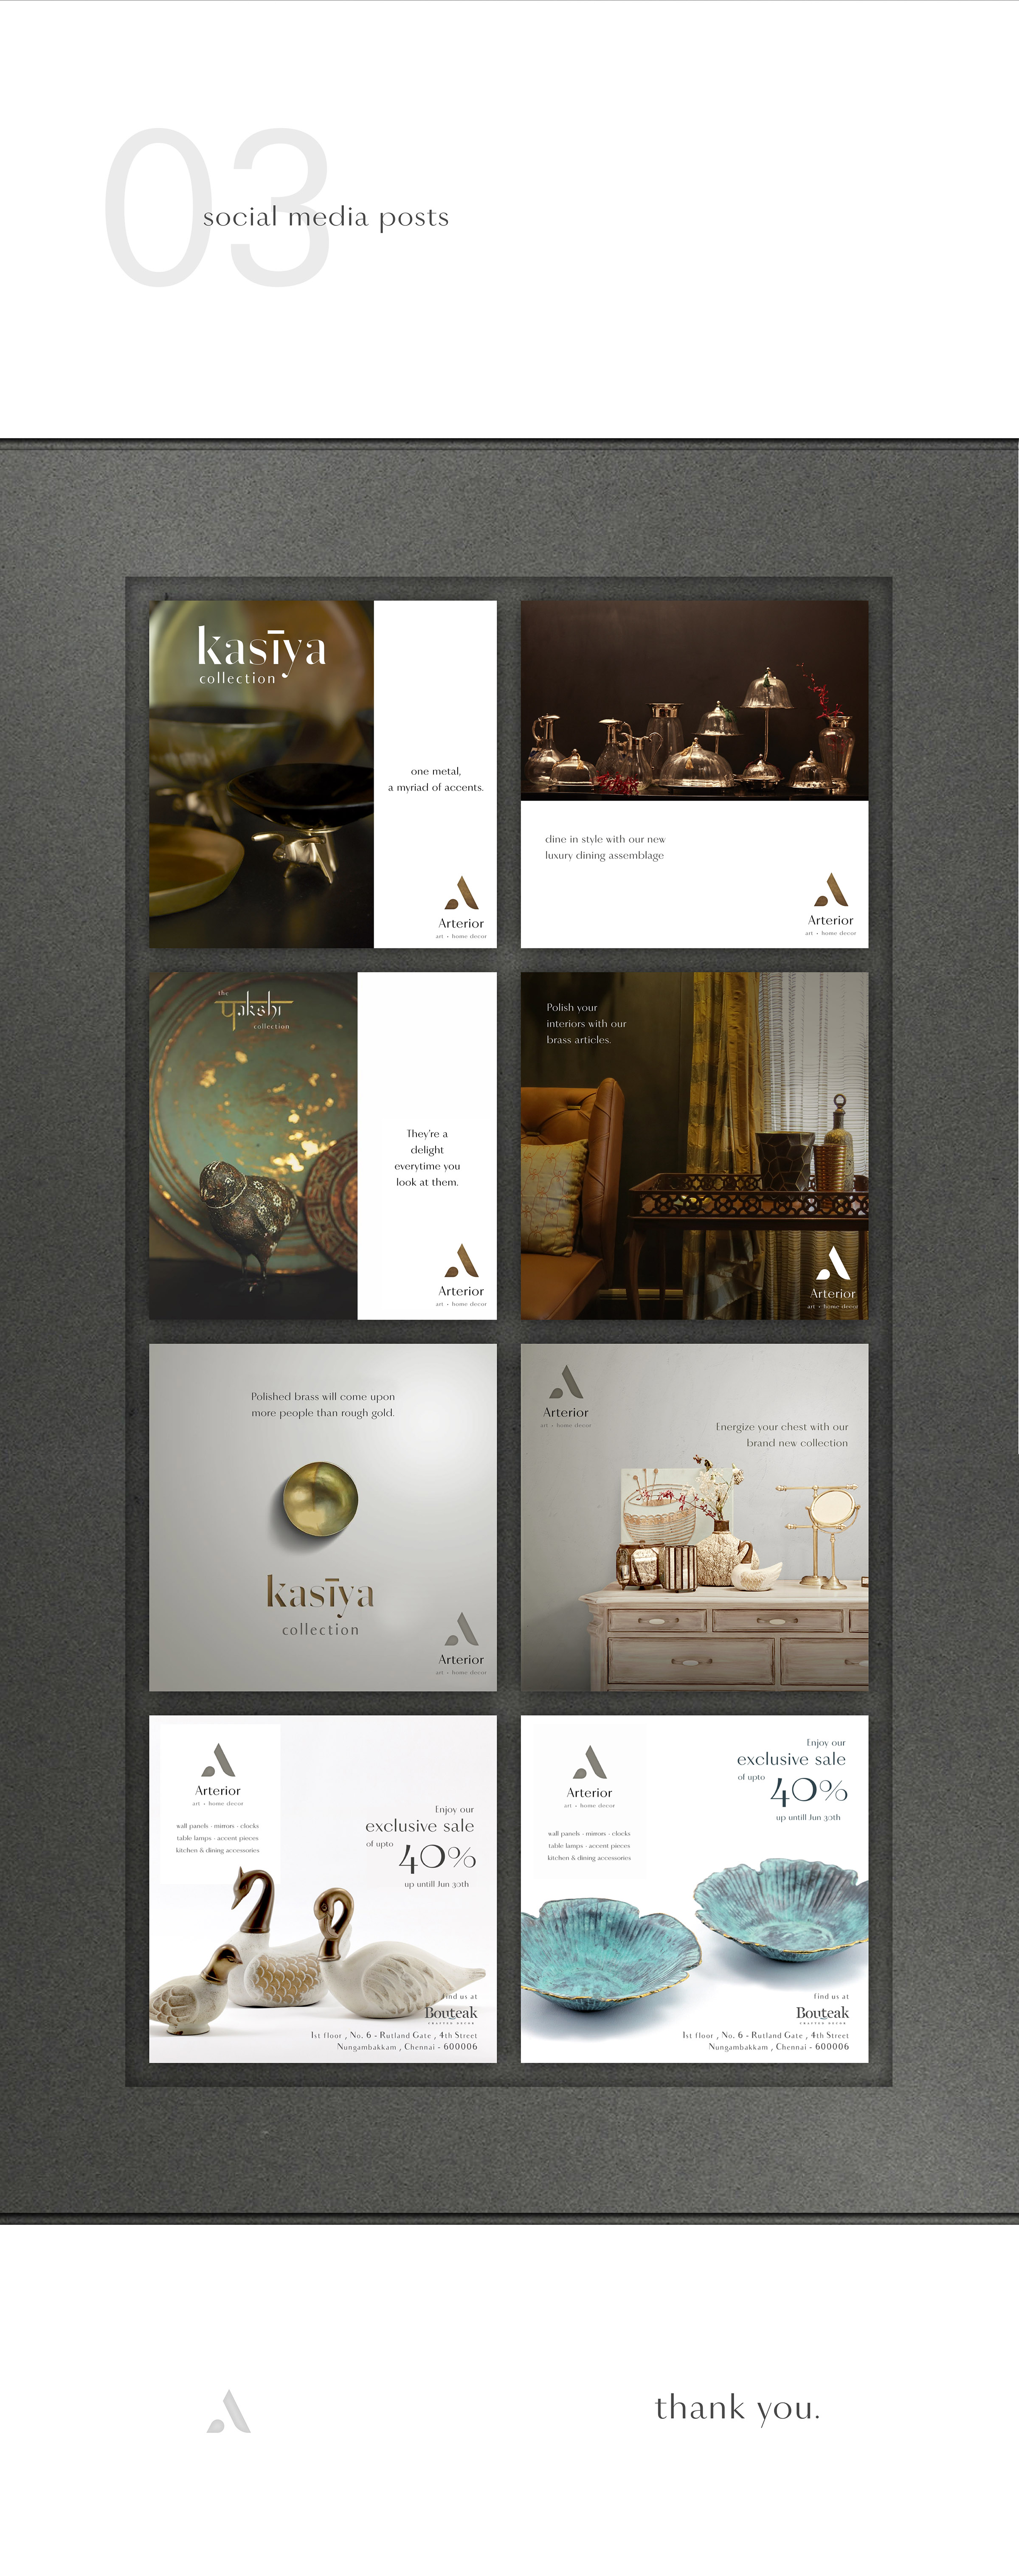 03
social media posts
kasīya
collection
one metal,
a myriad of accents.
Arterior
art + home decor
dine in style with our new
luxury dining assemblage
Arterior
art + home decor
the
yakshi
collection
They're a
delight
everytime you
look at them.
Arterior
art + home decor
Polish your
interiors with our
brass articles.
Arterior
art + home decor
Polished brass will come upon
more people than rough gold.
kasīya
collection
Arterior
art + home decor
Arterior
art + home decor
Energize your chest with our
brand new collection
Arterior
art + home decor
wall panels - mirrors - clocks
table lamps - accent pieces
kitchen & dining accessories
Enjoy our
exclusive sale
of upto 40%
up untill Jun 30th
find us at
Bouteak
CRAFTED DECOR
1st floor , No. 6 - Rutland Gate , 4th Street
Nungambakkam , Chennai - 600006
Arterior
art + home decor
wall panels - mirrors - clocks
table lamps - accent pieces
kitchen & dining accessories
Enjoy our
exclusive sale
of upto 40%
up untill Jun 30th
find us at
Bouteak
CRAFTED DECOR
1st floor , No. 6 - Rutland Gate , 4th Street
Nungambakkam , Chennai - 600006
thank you.